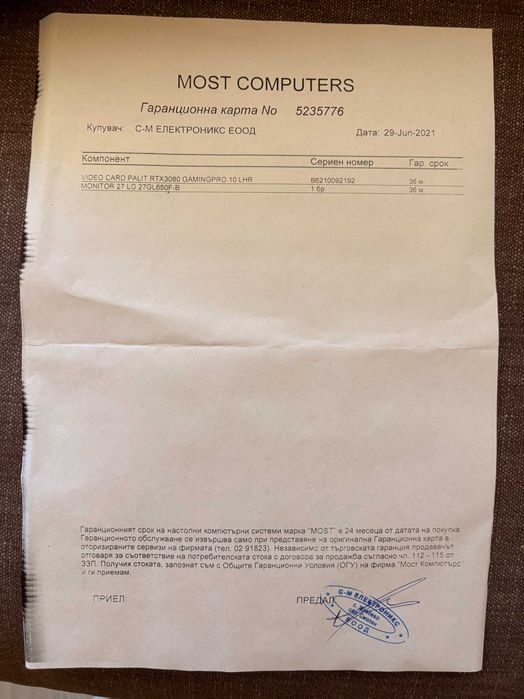 MOST COMPUTERS
Гаранционна карта No 5235776
Купувач: С-М ЕЛЕКТРОНИКС ЕООД Дата: 29-Jun-2021
Компонент Сериен номер Гар. срок
VIDEO CARD PALIT RTX3080 GAMINGPRO 10 LHR B6210092192 36 м.
MONITOR 27 LG 27GL650F-B 1 бр. 36 м.
Гаранционният срок на настолни компютърни системи марка "MOST" е 24 месеца от датата на покупка.
Гаранционното обслужване се извършва само при представяне на оригинална Гаранционна карта в
оторизираните сервизи на фирмата (тел. 02 91823). Независимо от търговската гаранция продавачът
отговаря за съответствие на потребителската стока с договора за продажба съгласно чл. 112 - 115 от
ЗЗП. Получих стоката, запознат съм с Общите Гаранционни Условия (ОГУ) на фирма "Мост Компютърс"
и ги приемам.
ПРИЕЛ: ПРЕДАЛ:
С-М ЕЛЕКТРОНИКС
ЕООД